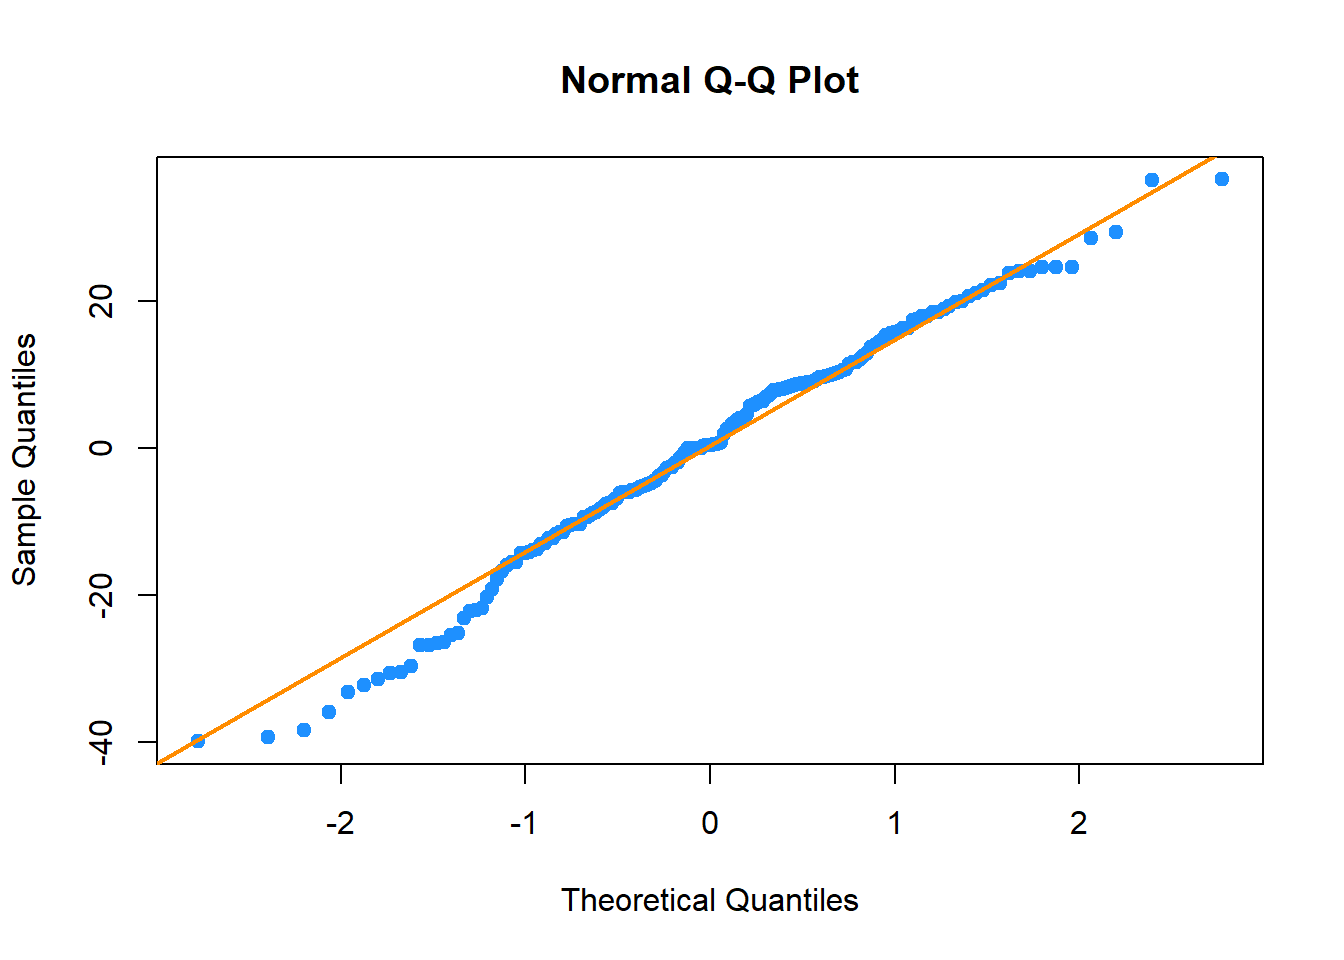 Normal Q-Q Plot
Sample Quantiles
20
0
-20
-40
-2 -1 0 1 2
Theoretical Quantiles